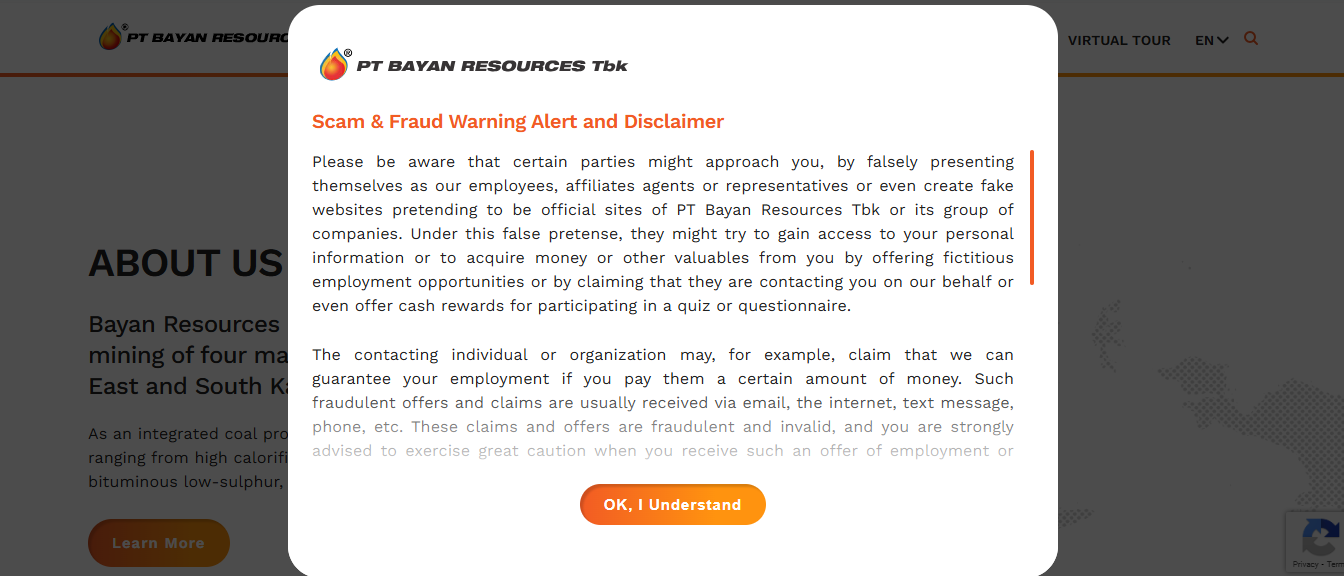 PT BAYAN RESOURC
VIRTUAL TOUR
EN
PT BAYAN RESOURCES Tbk
Scam & Fraud Warning Alert and Disclaimer
Please be aware that certain parties might approach you, by falsely presenting
themselves as our employees, affiliates agents or representatives or even create fake
websites pretending to be official sites of PT Bayan Resources Tbk or its group of
companies. Under this false pretense, they might try to gain access to your personal
information or to acquire money or other valuables from you by offering fictitious
employment opportunities or by claiming that they are contacting you on our behalf or
even offer cash rewards for participating in a quiz or questionnaire.
The contacting individual or organization may, for example, claim that we can
guarantee your employment if you pay them a certain amount of money. Such
fraudulent offers and claims are usually received via email, the internet, text message,
phone, etc. These claims and offers are fraudulent and invalid, and you are strongly
advised to exercise great caution when you receive such an offer of employment or
OK, I Understand
ABOUT US
Bayan Resources
mining of four ma
East and South Ka
As an integrated coal pro
ranging from high calorifi
bituminous low-sulphur,
Learn More
Privacy - Term